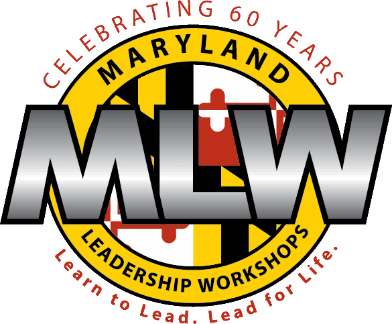 CELEBRATING 60 YEARS
MARYLAND
MLW
LEADERSHIP WORKSHOPS
Learn to Lead. Lead for Life.